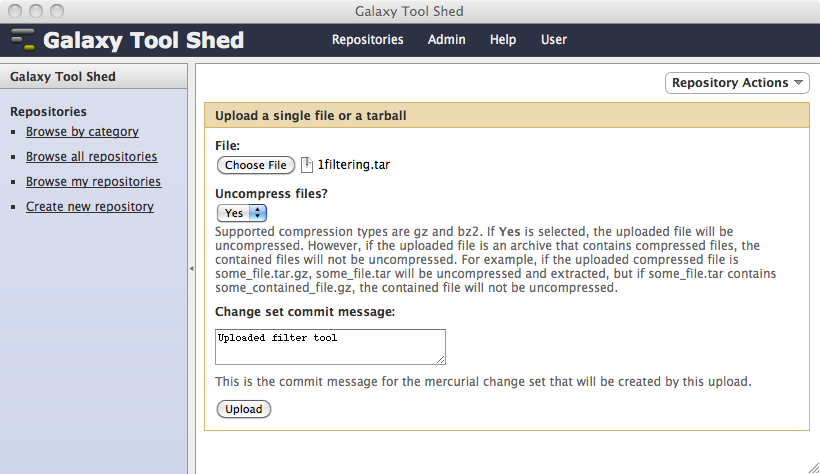 Galaxy Tool Shed
Galaxy Tool Shed
Repositories Admin Help User
Galaxy Tool Shed
Repositories
Browse by category
Browse all repositories
Browse my repositories
Create new repository
Repository Actions
Upload a single file or a tarball
File:
Choose File 1filtering.tar
Uncompress files?
Yes
Supported compression types are gz and bz2. If Yes is selected, the uploaded file will be
uncompressed. However, if the uploaded file is an archive that contains compressed files, the
contained files will not be uncompressed. For example, if the uploaded compressed file is
some_file.tar.gz, some_file.tar will be uncompressed and extracted, but if some_file.tar contains
some_contained_file.gz, the contained file will not be uncompressed.
Change set commit message:
Uploaded filter tool
This is the commit message for the mercurial change set that will be created by this upload.
Upload